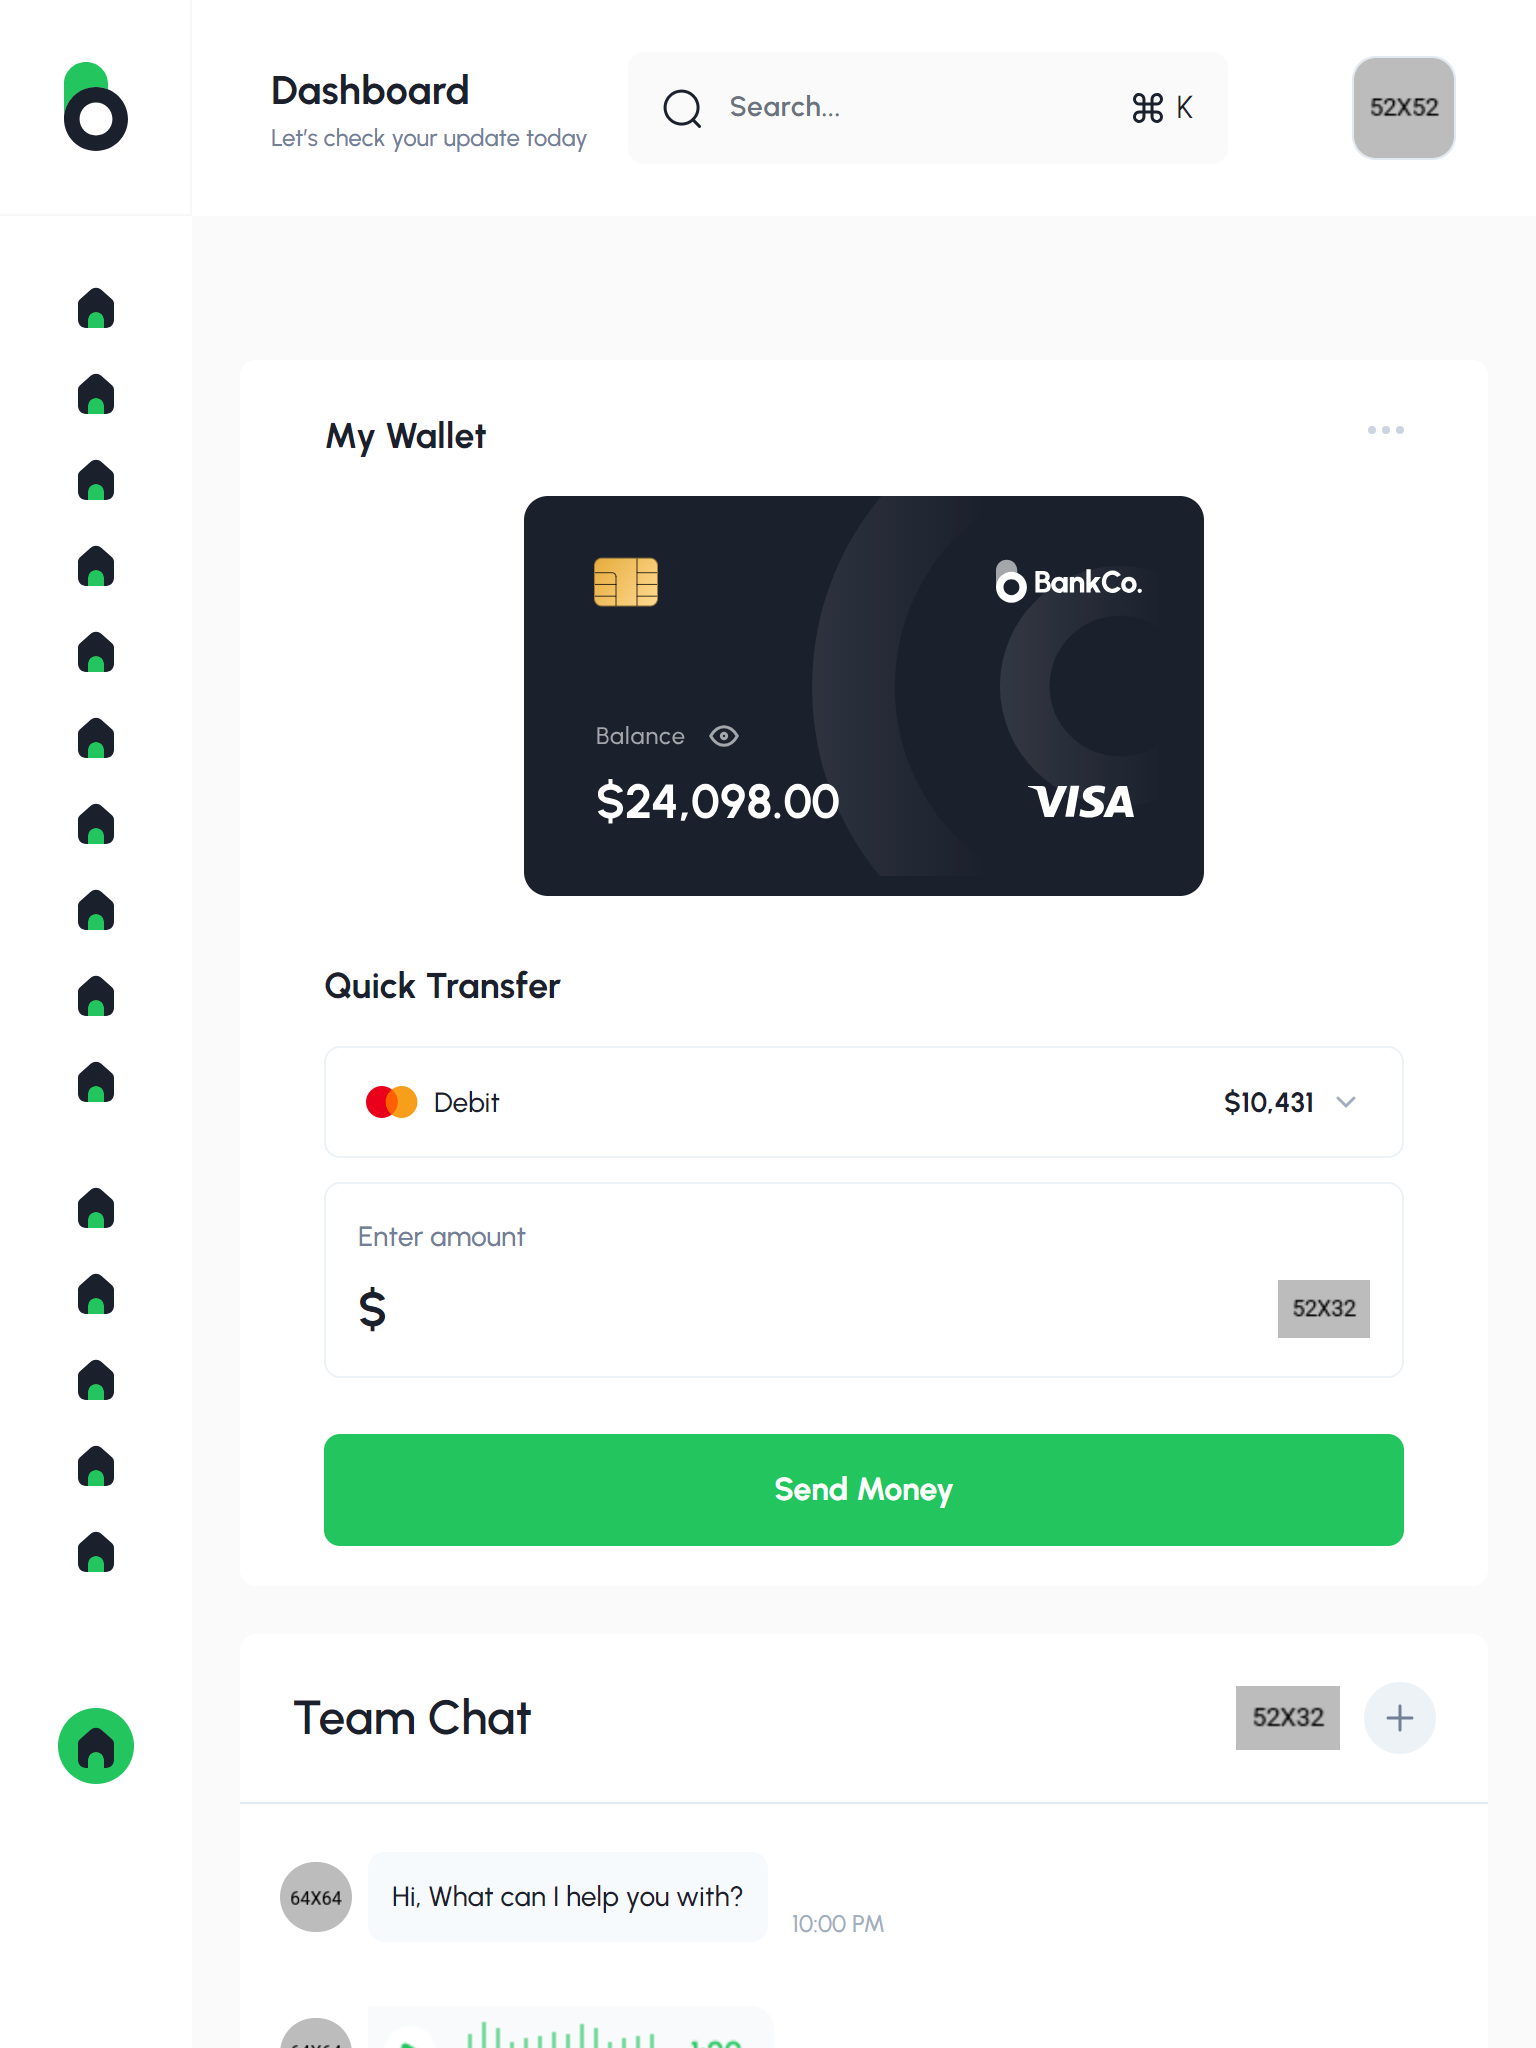 Dashboard
Let's check your update today
Search...
⌘ K
52X52
My Wallet
BankCo.
Balance
$24,098.00
VISA
Quick Transfer
Debit
$10,431
Enter amount
$
52X32
Send Money
Team Chat
52X32
64X64
Hi, What can I help you with?
10:00 PM